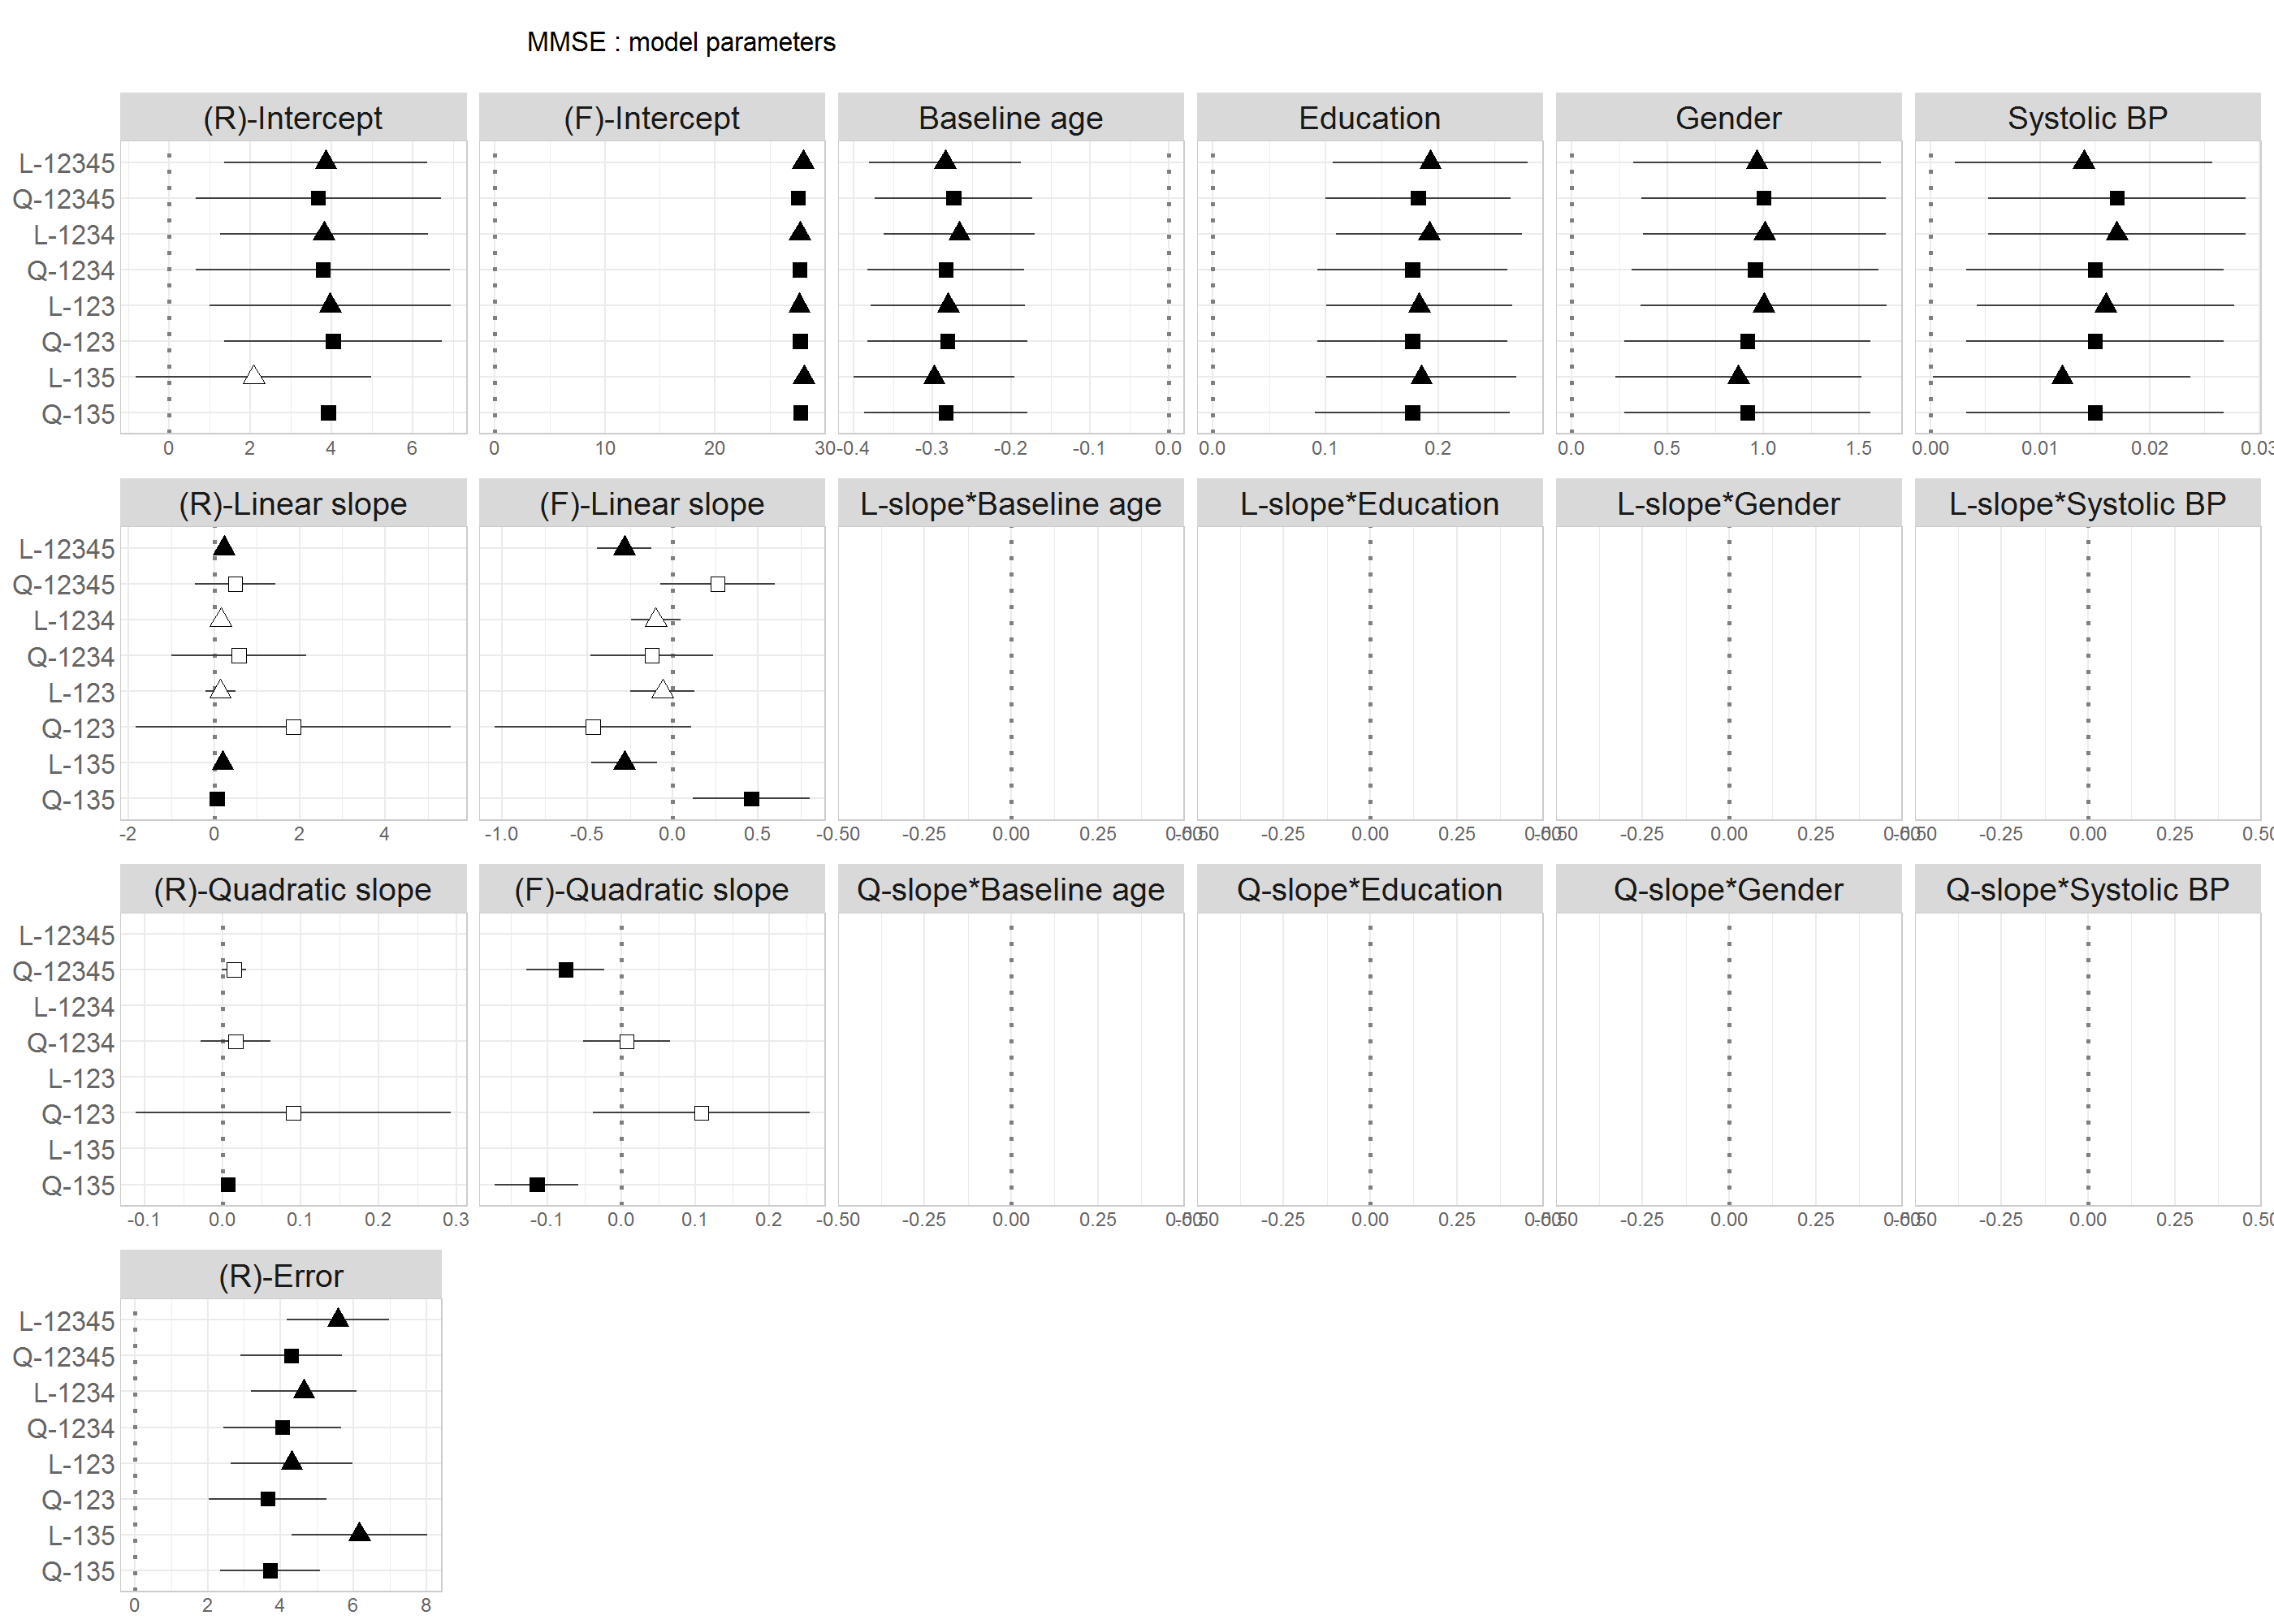 MMSE : model parameters
(R)-Intercept (F)-Intercept Baseline age Education Gender Systolic BP
L-12345
Q-12345
L-1234
Q-1234
L-123
Q-123
L-135
Q-135
0 2 4 6 0 10 20 30 -0.4 -0.3 -0.2 -0.1 0.0 0.0 0.1 0.2 0.0 0.5 1.0 1.5 0.00 0.01 0.02 0.03
(R)-Linear slope (F)-Linear slope L-slope*Baseline age L-slope*Education L-slope*Gender L-slope*Systolic BP
L-12345
Q-12345
L-1234
Q-1234
L-123
Q-123
L-135
Q-135
-2 0 2 4 -1.0 -0.5 0.0 0.5 -0.50 -0.25 0.00 0.25 0.50 -0.50 -0.25 0.00 0.25 0.50 -0.50 -0.25 0.00 0.25 0.50 -0.50 -0.25 0.00 0.25 0.50
(R)-Quadratic slope (F)-Quadratic slope Q-slope*Baseline age Q-slope*Education Q-slope*Gender Q-slope*Systolic BP
L-12345
Q-12345
L-1234
Q-1234
L-123
Q-123
L-135
Q-135
-0.1 0.0 0.1 0.2 0.3 -0.1 0.0 0.1 0.2 -0.50 -0.25 0.00 0.25 0.50 -0.50 -0.25 0.00 0.25 0.50 -0.50 -0.25 0.00 0.25 0.50 -0.50 -0.25 0.00 0.25 0.50
(R)-Error
L-12345
Q-12345
L-1234
Q-1234
L-123
Q-123
L-135
Q-135
0 2 4 6 8